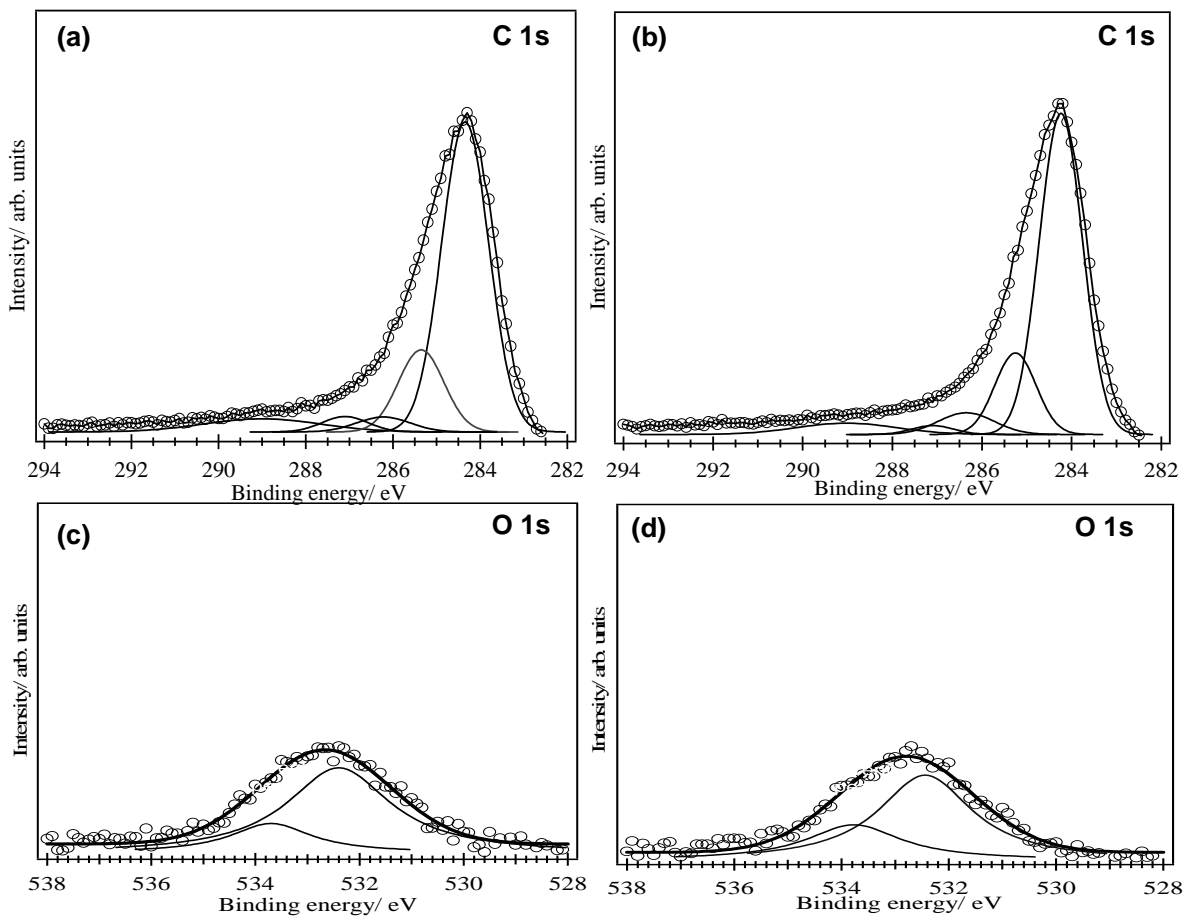 (a)
C 1s
Intensity/ arb. units
294 292 290 288 286 284 282
Binding energy/ eV
(b)
C 1s
Intensity/ arb. units
294 292 290 288 286 284 282
Binding energy/ eV
(c)
O 1s
Intensity/ arb. units
538 536 534 532 530 528
Binding energy/ eV
(d)
O 1s
Intensity/ arb. units
538 536 534 532 530 528
Binding energy/ eV